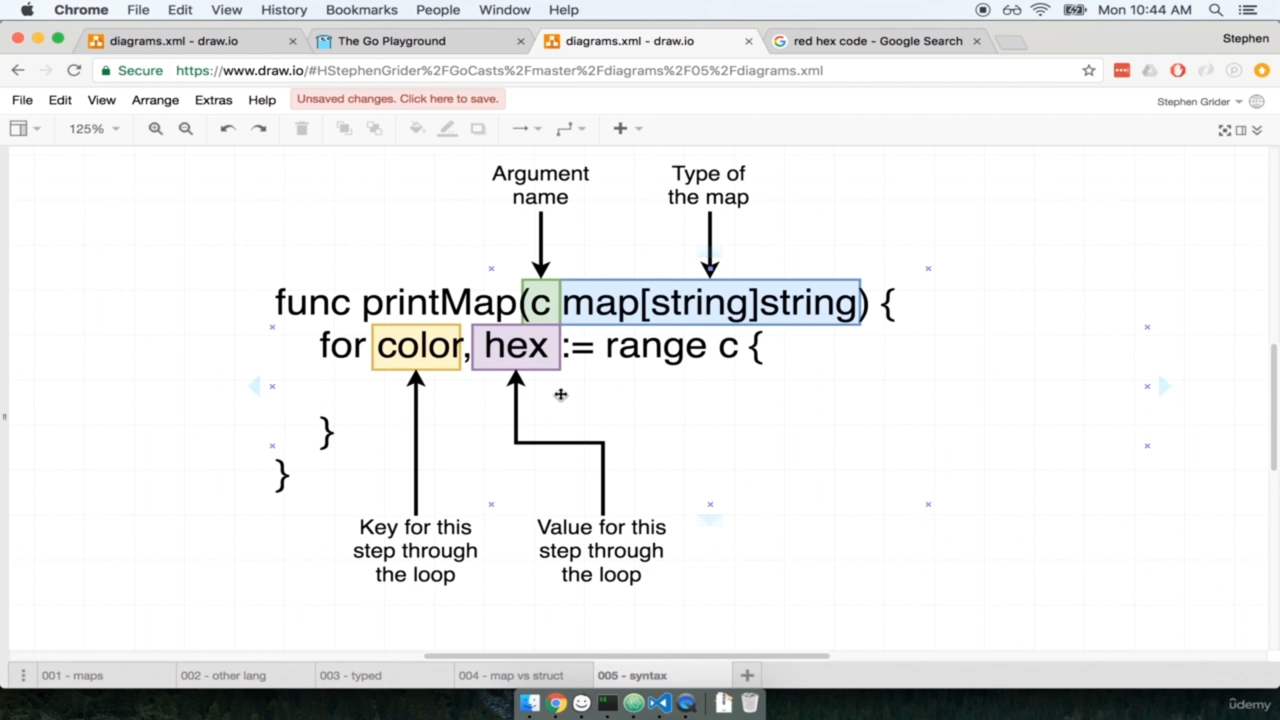 Chrome File Edit View History Bookmarks People Window Help Mon 10:44 AM
diagrams.xml - draw.io The Go Playground diagrams.xml - draw.io red hex code - Google Search Stephen
Secure https://www.draw.io/#HStephenGrider%2FGoCasts%2Fmaster%2Fdiagrams%2F05%2Fdiagrams.xml
File Edit View Arrange Extras Help Unsaved changes. Click here to save. Stephen Grider
125%
Argument
name
Type of
the map
func printMap(c map[string]string) {
for color, hex := range c {
}
}
Key for this
step through
the loop
Value for this
step through
the loop
001 - maps 002 - other lang 003 - typed 004 - map vs struct 005 - syntax
ûdemy